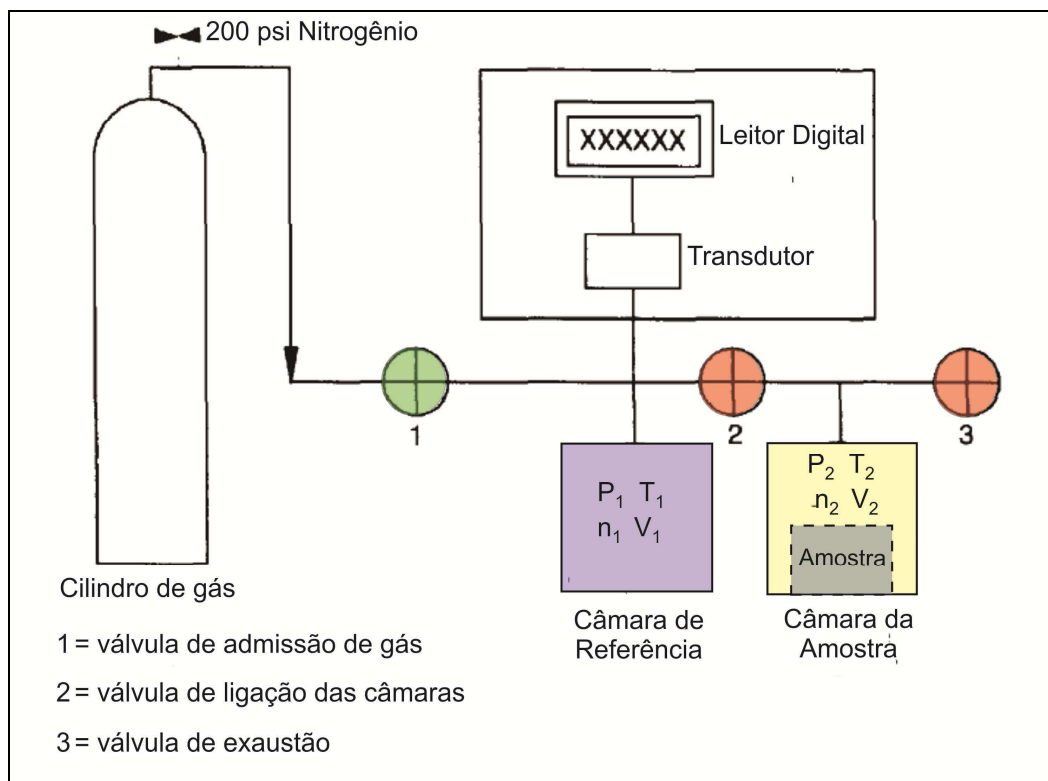 200 psi Nitrogênio
XXXXXX
Leitor Digital
Transdutor
1
2
3
P₁ T₁
n₁ V₁
P₂ T₂
n₂ V₂
Amostra
Cilindro de gás
Câmara de
Referência
Câmara da
Amostra
1 = válvula de admissão de gás
2 = válvula de ligação das câmaras
3 = válvula de exaustão